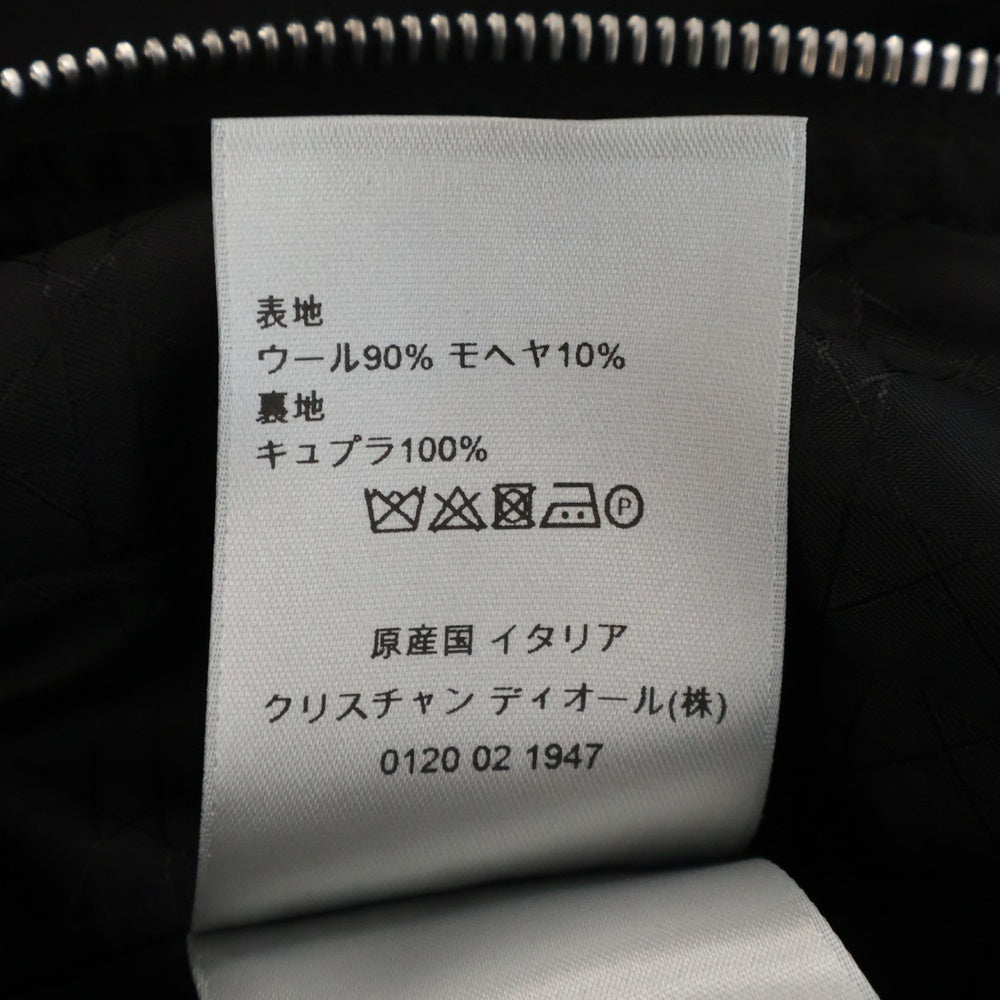 表地
ウール90% モヘヤ10%
裏地
キュプラ100%
P
原産国 イタリア
クリスチャン ディオール(株)
0120 02 1947